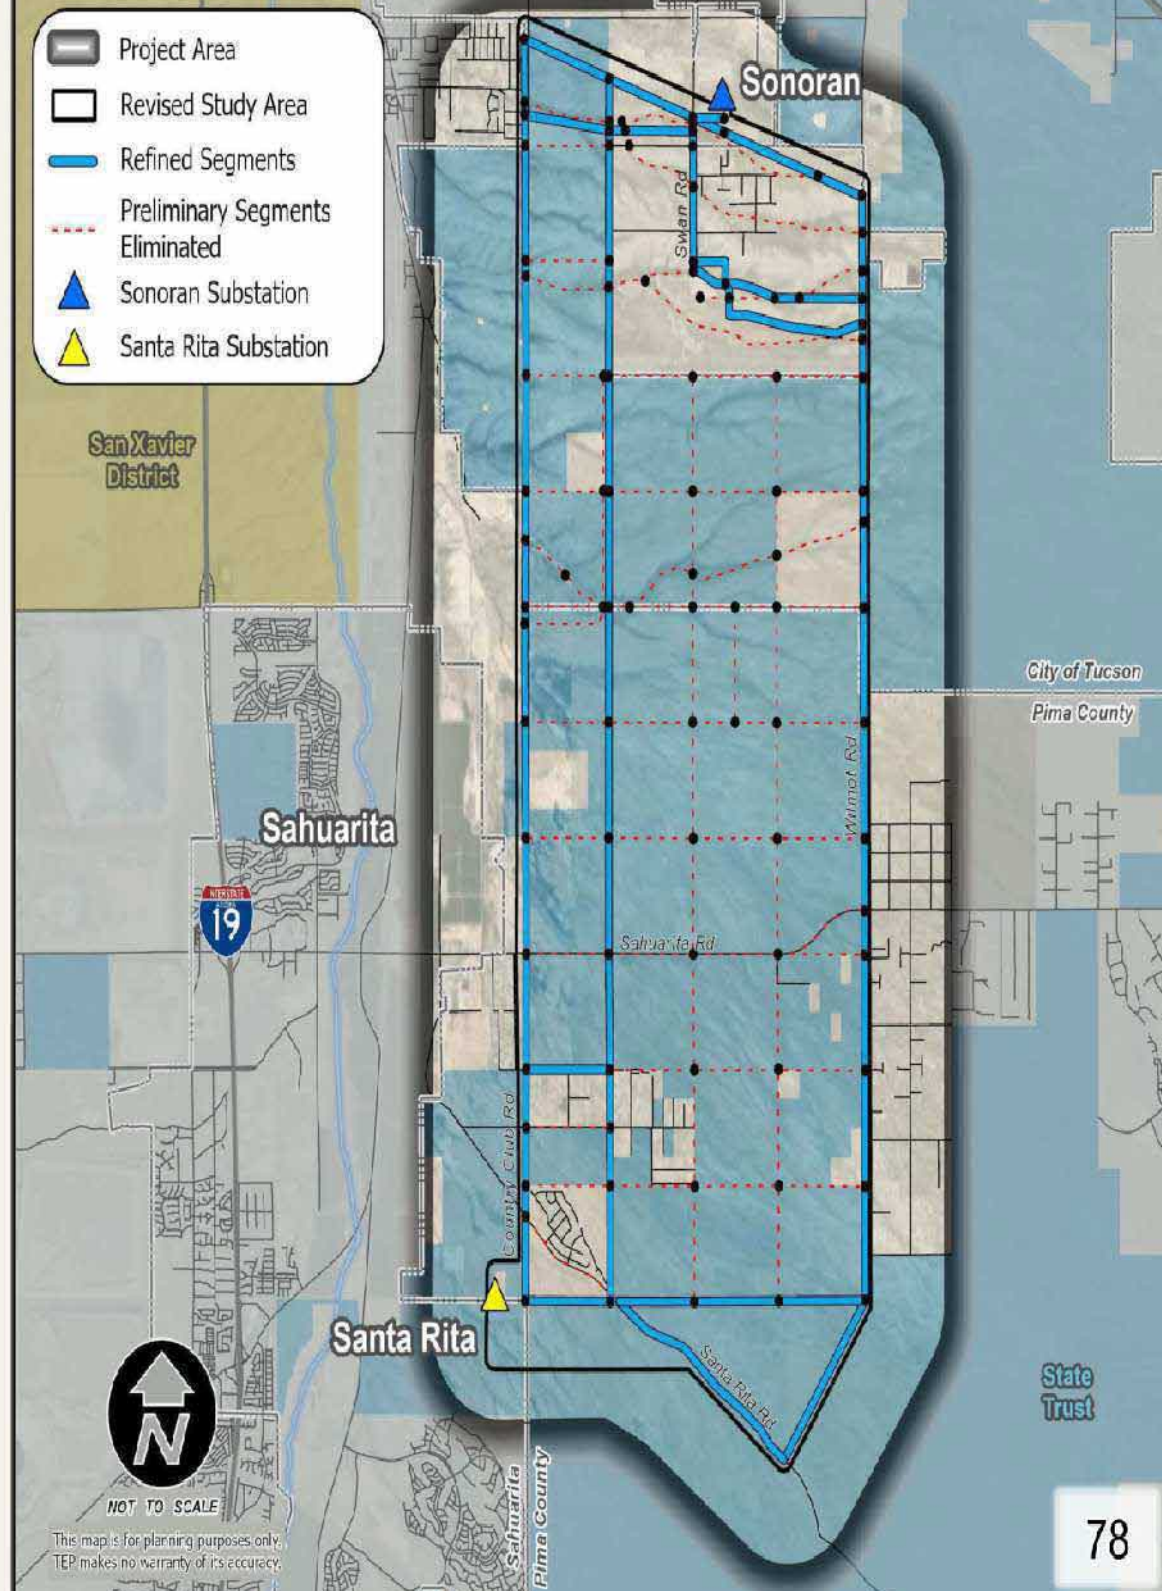 Project Area
Revised Study Area
Refined Segments
Preliminary Segments
Eliminated
Sonoran Substation
Santa Rita Substation
Sonoran
Swan Rd
San Xavier
District
City of Tucson
Pima County
Wilmot Rd
Sahuarita
INTERSTATE
19
Sahuarita Rd
Country Club Rd
Santa Rita
Santa Rita Rd
State
Trust
N
NOT TO SCALE
This map is for planning purposes only.
TEP makes no warranty of its accuracy.
Sahuarita
Pima County
78